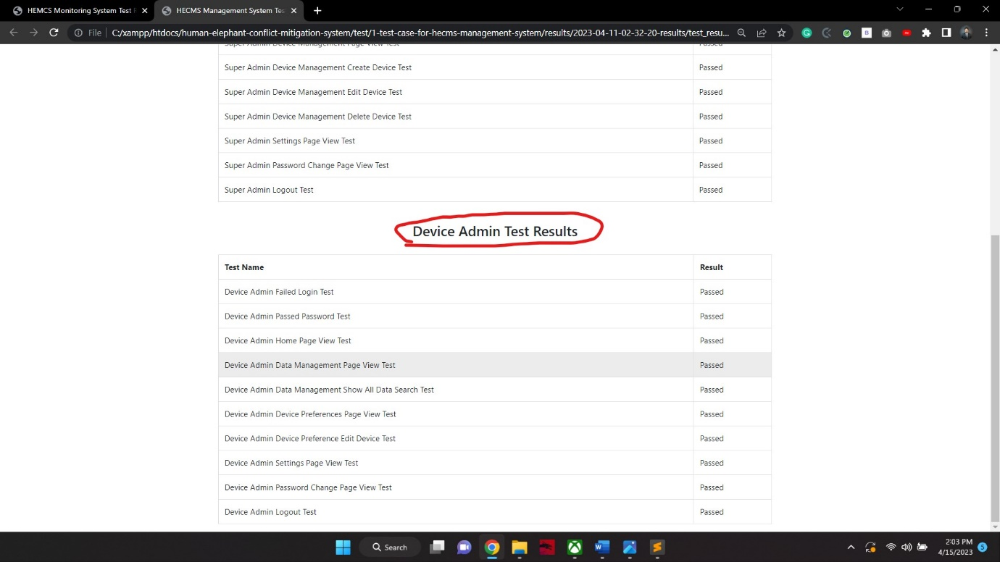 HEMCS Monitoring System Test
HECMS Management System Tes
File C:/xampp/htdocs/human-elephant-conflict-mitigation-system/test/1-test-case-for-hecms-management-system/results/2023-04-11-02-32-20-results/test_resu...
Super Admin Device Management Page View Test Passed
Super Admin Device Management Create Device Test Passed
Super Admin Device Management Edit Device Test Passed
Super Admin Device Management Delete Device Test Passed
Super Admin Settings Page View Test Passed
Super Admin Password Change Page View Test Passed
Super Admin Logout Test Passed
Device Admin Test Results
Test Name Result
Device Admin Failed Login Test Passed
Device Admin Passed Password Test Passed
Device Admin Home Page View Test Passed
Device Admin Data Management Page View Test Passed
Device Admin Data Management Show All Data Search Test Passed
Device Admin Device Preferences Page View Test Passed
Device Admin Device Preference Edit Device Test Passed
Device Admin Settings Page View Test Passed
Device Admin Password Change Page View Test Passed
Device Admin Logout Test Passed
Search
2:03 PM
4/15/2023
5